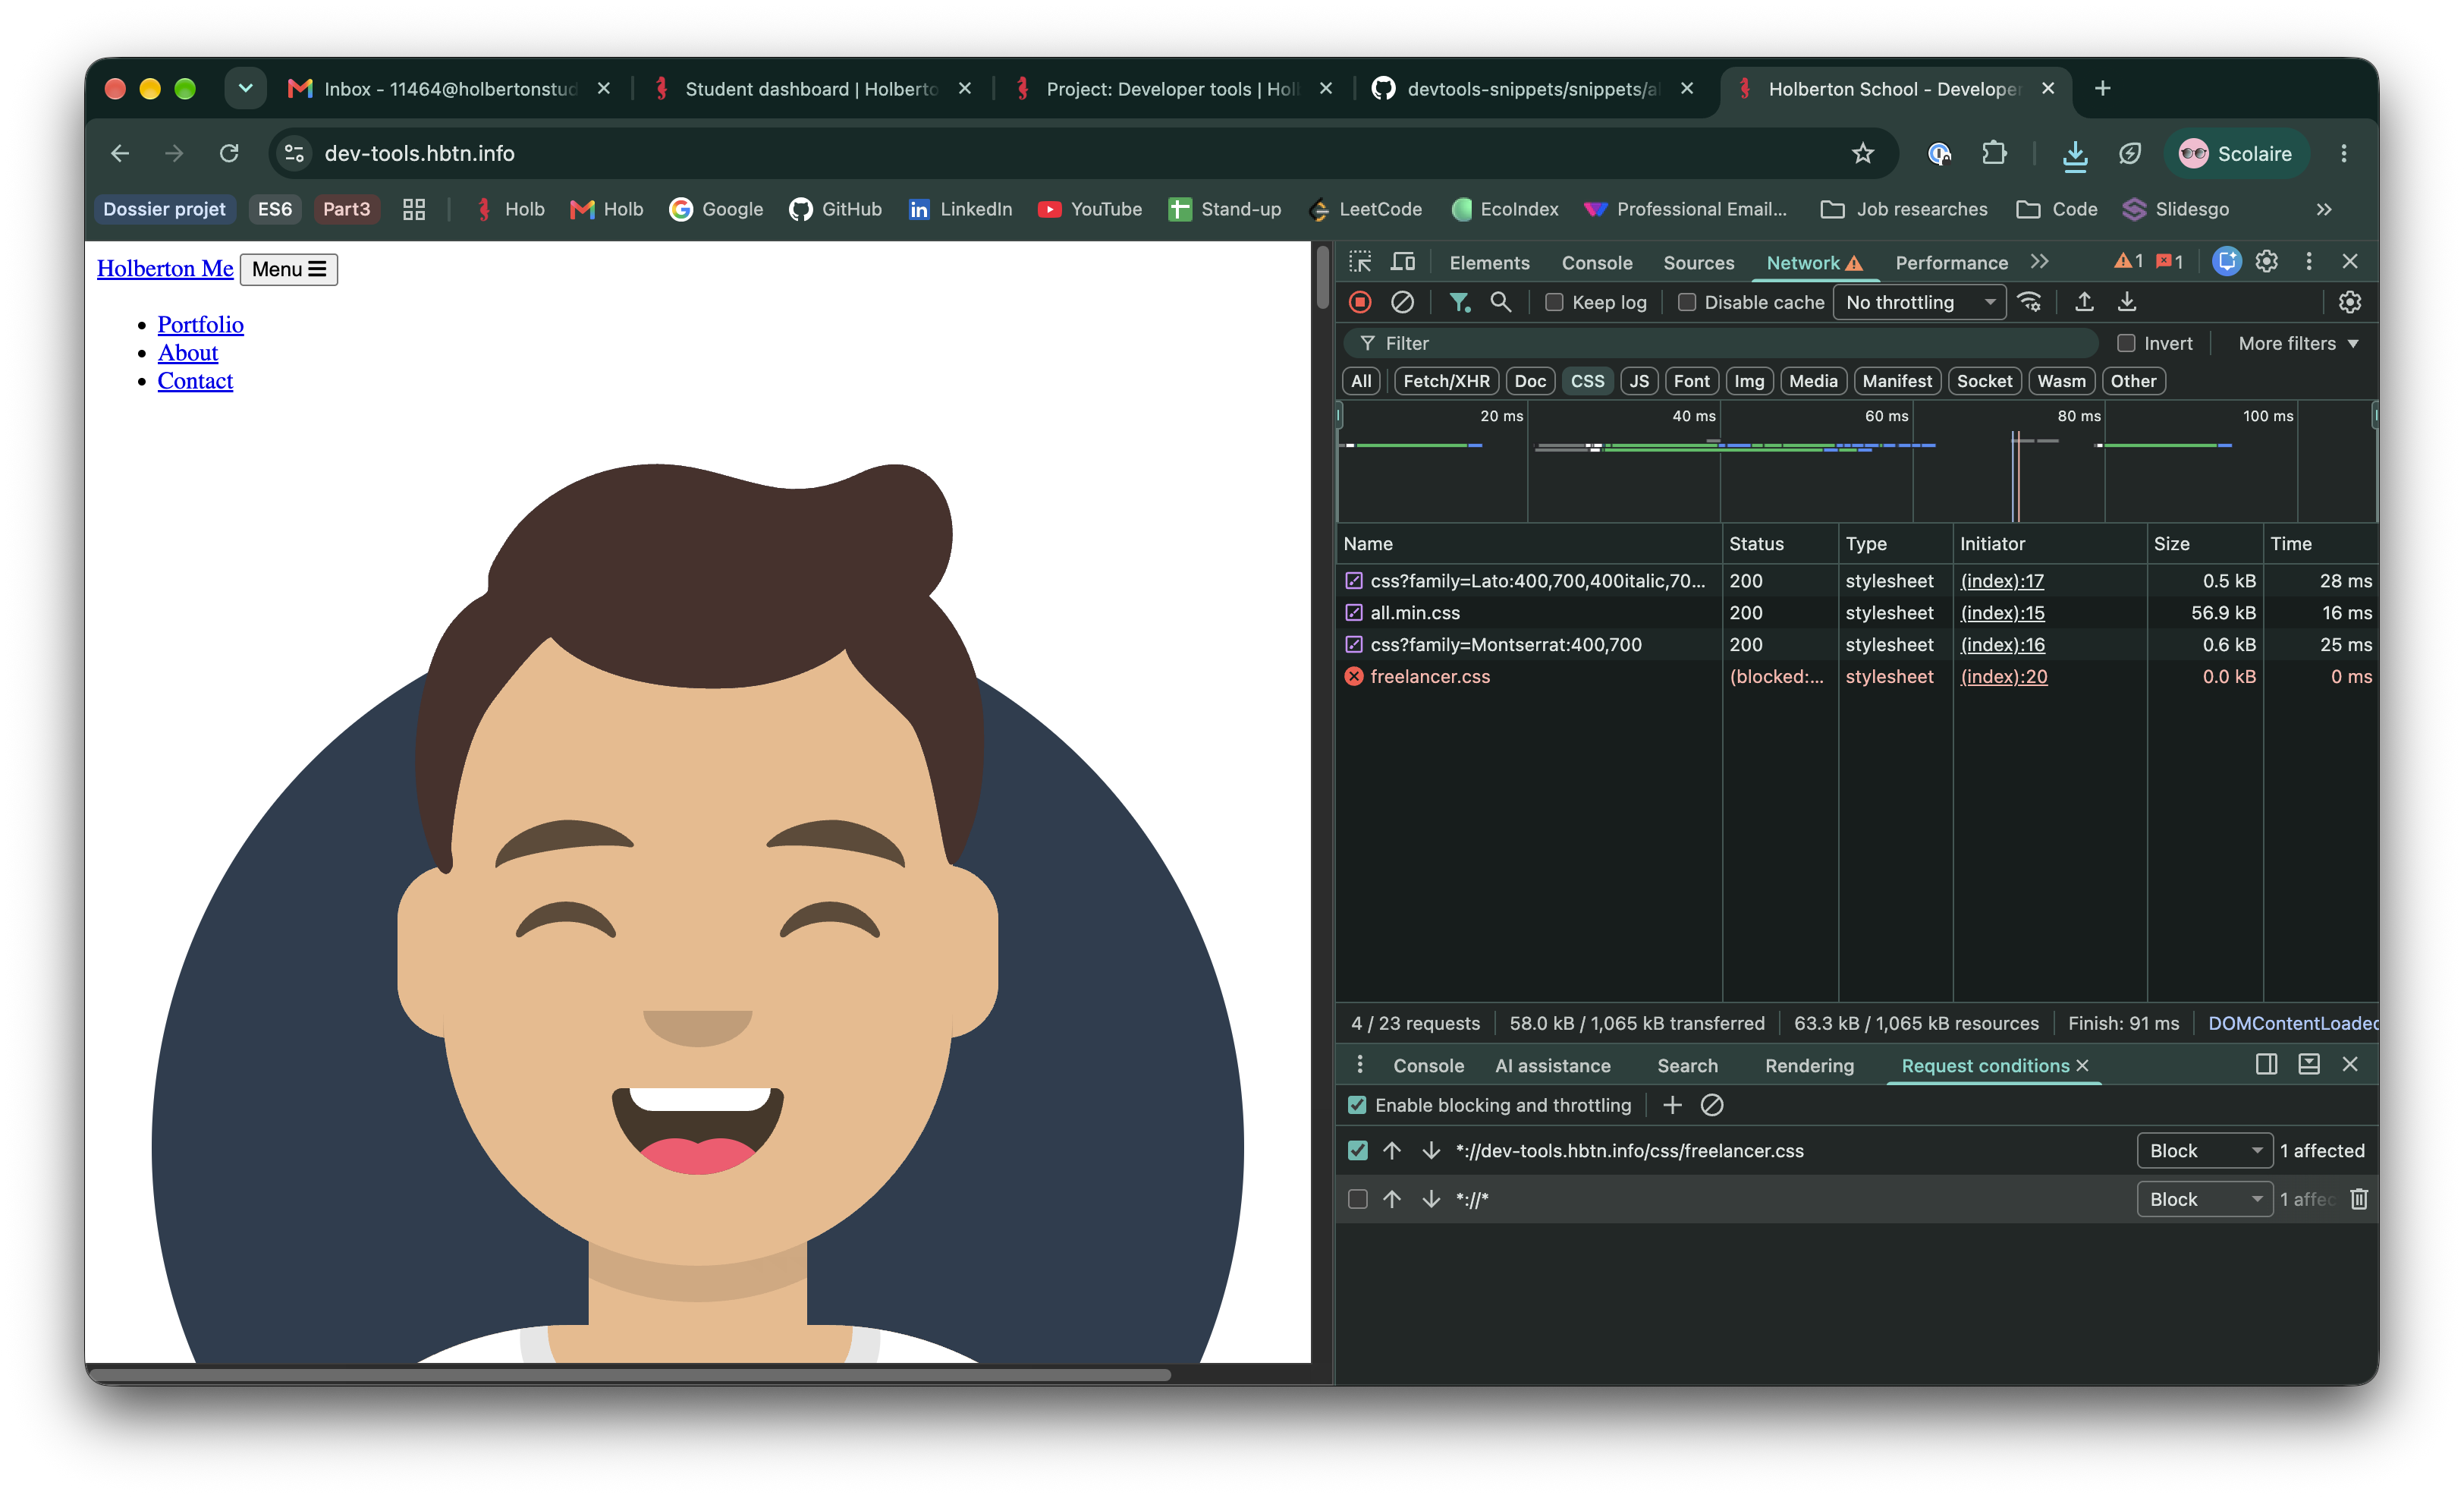 Inbox - 11464@holbertonstud
Student dashboard | Holberto
Project: Developer tools | Hol
devtools-snippets/snippets/al
Holberton School - Developer
dev-tools.hbtn.info
Scolaire
Dossier projet ES6 Part3 Holb Holb Google GitHub LinkedIn YouTube Stand-up LeetCode EcoIndex Professional Email... Job researches Code Slidesgo
Holberton Me Menu
Portfolio
About
Contact
Elements Console Sources Network Performance 1 1
Keep log Disable cache No throttling
Filter Invert More filters
All Fetch/XHR Doc CSS JS Font Img Media Manifest Socket Wasm Other
20 ms 40 ms 60 ms 80 ms 100 ms
Name Status Type Initiator Size Time
css?family=Lato:400,700,400italic,70... 200 stylesheet (index):17 0.5 kB 28 ms
all.min.css 200 stylesheet (index):15 56.9 kB 16 ms
css?family=Montserrat:400,700 200 stylesheet (index):16 0.6 kB 25 ms
freelancer.css (blocked:... stylesheet (index):20 0.0 kB 0 ms
4 / 23 requests 58.0 kB / 1,065 kB transferred 63.3 kB / 1,065 kB resources Finish: 91 ms DOMContentLoaded
Console AI assistance Search Rendering Request conditions
Enable blocking and throttling
*://dev-tools.hbtn.info/css/freelancer.css Block 1 affected
*://* Block 1 affec